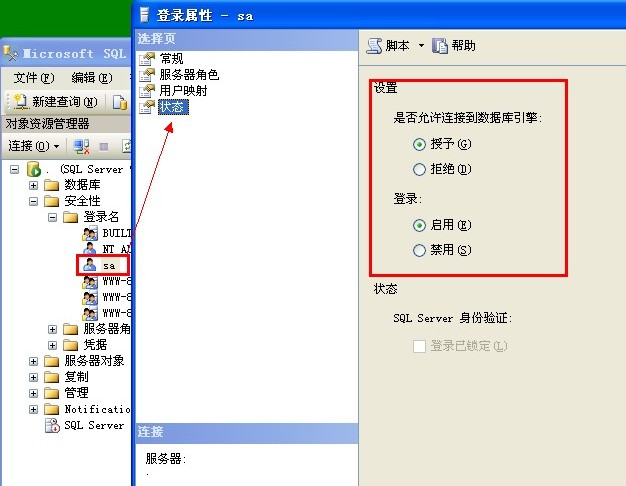 Microsoft SQL
文件(F) 编辑(E)
新建查询(N)
对象资源管理器
连接(O)
. (SQL Server
数据库
安全性
登录名
BUILT
NT AU
sa
WWW-8
WWW-8
WWW-8
服务器角
凭据
服务器对象
复制
管理
Notificatio
SQL Server
登录属性 - sa
选择页
常规
服务器角色
用户映射
状态
连接
服务器:
.
脚本 帮助
设置
是否允许连接到数据库引擎:
授予(G)
拒绝(D)
登录:
启用(E)
禁用(S)
状态
SQL Server 身份验证:
登录已锁定(L)